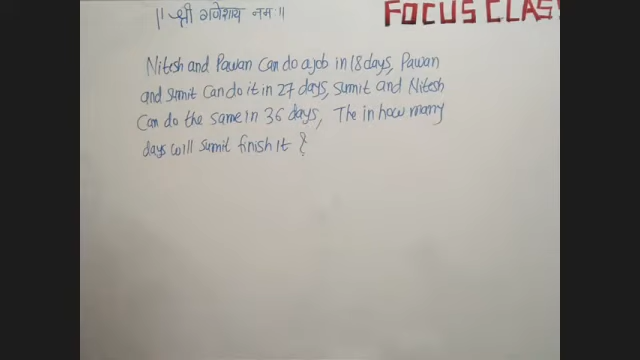 || श्री गणेशाय नमः ||
FOCUS CLAS
Nitesh and Pawan Can do a job in 18 days, Pawan
and Sumit Can do it in 27 days, Sumit and Nitesh
Can do the same in 36 days, The in how many
days will Sumit finish it